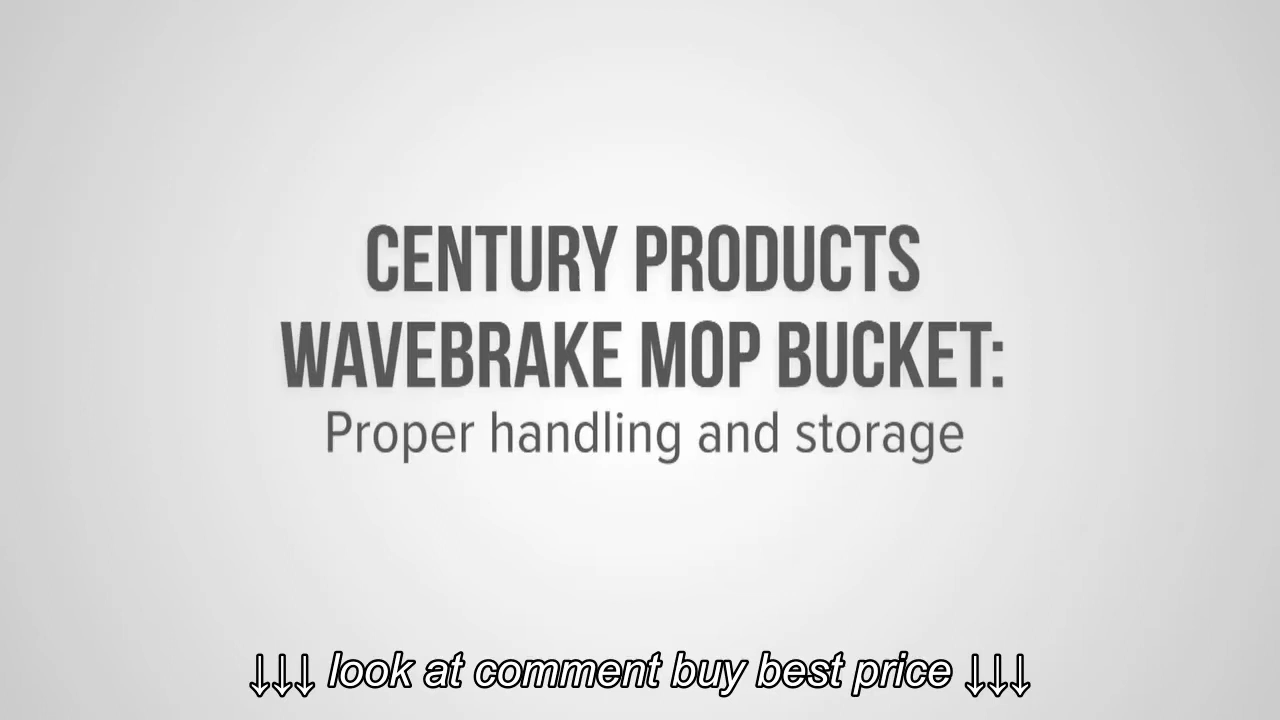 CENTURY PRODUCTS
WAVEBRAKE MOP BUCKET:
Proper handling and storage
↓↓↓ look at comment buy best price ↓↓↓